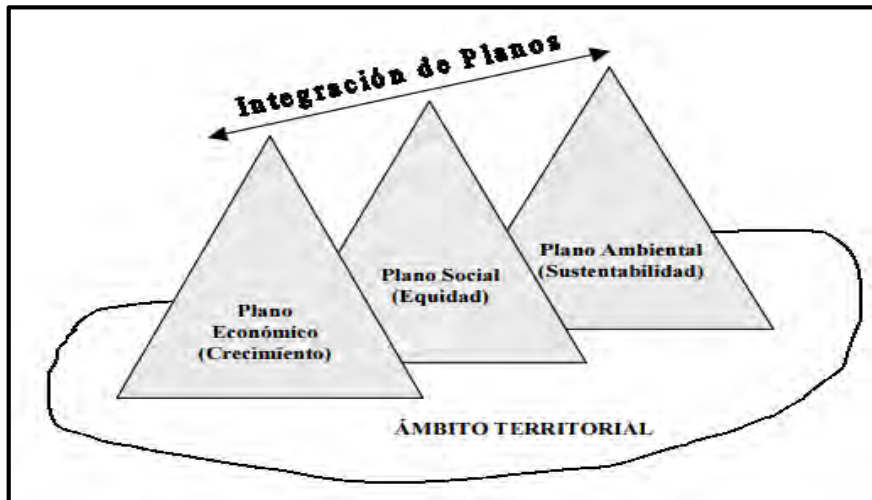 Integración de Planos
Plano Ambiental
(Sustentabilidad)
Plano Social
(Equidad)
Plano
Económico
(Crecimiento)
ÁMBITO TERRITORIAL